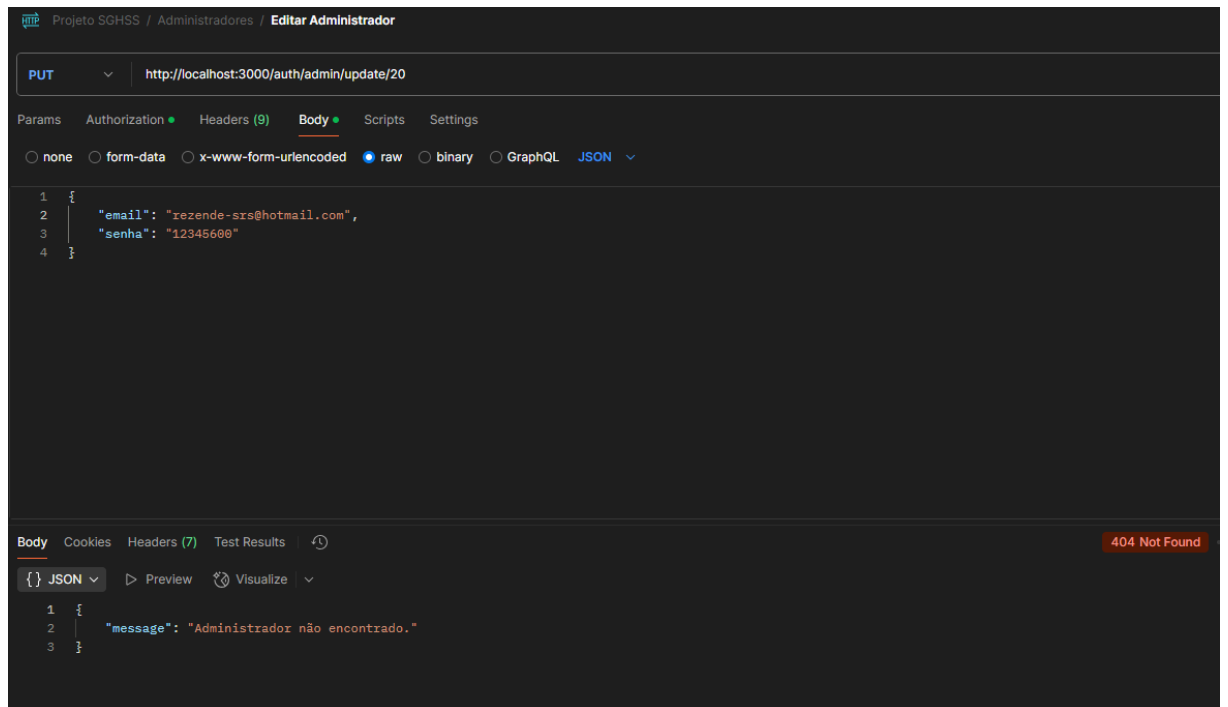 HTTP Projeto SGHSS / Administradores / Editar Administrador
PUT http://localhost:3000/auth/admin/update/20
Params Authorization Headers (9) Body Scripts Settings
none form-data x-www-form-urlencoded raw binary GraphQL JSON
1 {
2 "email": "rezende-srs@hotmail.com",
3 "senha": "12345600"
4 }
Body Cookies Headers (7) Test Results 404 Not Found
{} JSON Preview Visualize
1 {
2 "message": "Administrador não encontrado."
3 }